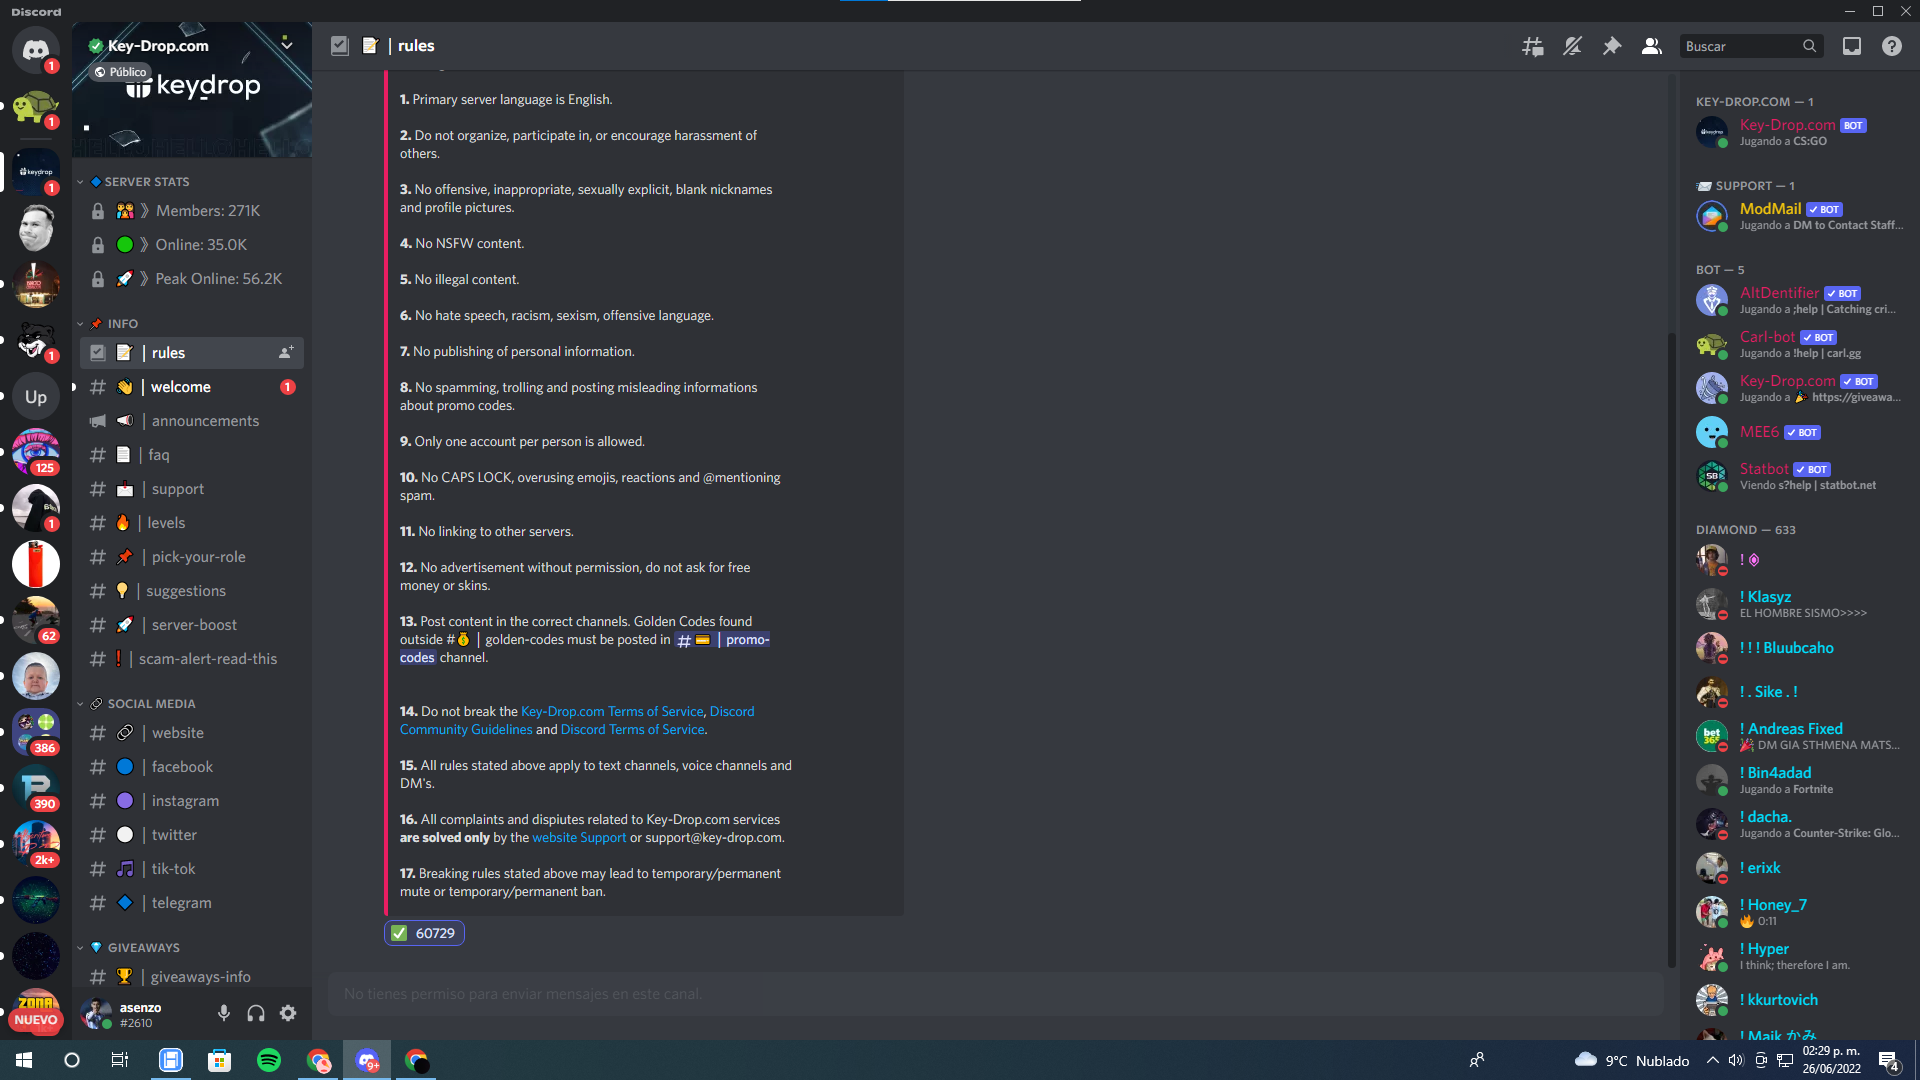 Discord
Key-Drop.com
Público
keydrop
SERVER STATS
》Members: 271K
》Online: 35.0K
》Peak Online: 56.2K
INFO
| rules
| welcome
1
| announcements
| faq
| support
| levels
| pick-your-role
| suggestions
| server-boost
| scam-alert-read-this
SOCIAL MEDIA
| website
| facebook
| instagram
| twitter
| tik-tok
| telegram
GIVEAWAYS
| giveaways-info
asenzo
#2610
1
1
keydrop
1
1
Up
125
1
62
386
390
2k+
ZONA
NUEVO
| rules
Buscar
1. Primary server language is English.
2. Do not organize, participate in, or encourage harassment of
others.
3. No offensive, inappropriate, sexually explicit, blank nicknames
and profile pictures.
4. No NSFW content.
5. No illegal content.
6. No hate speech, racism, sexism, offensive language.
7. No publishing of personal information.
8. No spamming, trolling and posting misleading informations
about promo codes.
9. Only one account per person is allowed.
10. No CAPS LOCK, overusing emojis, reactions and @mentioning
spam.
11. No linking to other servers.
12. No advertisement without permission, do not ask for free
money or skins.
13. Post content in the correct channels. Golden Codes found
outside #💰 | golden-codes must be posted in #💳 | promo-
codes channel.
14. Do not break the Key-Drop.com Terms of Service, Discord
Community Guidelines and Discord Terms of Service.
15. All rules stated above apply to text channels, voice channels and
DM's.
16. All complaints and dispiutes related to Key-Drop.com services
are solved only by the website Support or support@key-drop.com.
17. Breaking rules stated above may lead to temporary/permanent
mute or temporary/permanent ban.
60729
No tienes permiso para enviar mensajes en este canal.
KEY-DROP.COM — 1
Key-Drop.com BOT
Jugando a CS:GO
SUPPORT — 1
ModMail ✓ BOT
Jugando a DM to Contact Staff...
BOT — 5
AltDentifier ✓ BOT
Jugando a ;help | Catching cri...
Carl-bot ✓ BOT
Jugando a !help | carl.gg
Key-Drop.com ✓ BOT
Jugando a 🎉 https://giveawa...
MEE6 ✓ BOT
Statbot ✓ BOT
Viendo s?help | statbot.net
DIAMOND — 633
!
! Klasyz
EL HOMBRE SISMO>>>>
! ! ! Bluubcaho
! . Sike . !
bet365
! Andreas Fixed
🎉 DM GIA STHMENA MATS...
! Bin4adad
Jugando a Fortnite
! dacha.
Jugando a Counter-Strike: Glo...
! erixk
! Honey_7
🔥 0:11
! Hyper
I think; therefore I am.
! kkurtovich
! Maik かみ
9+
9°C Nublado
02:29 p. m.
26/06/2022
4